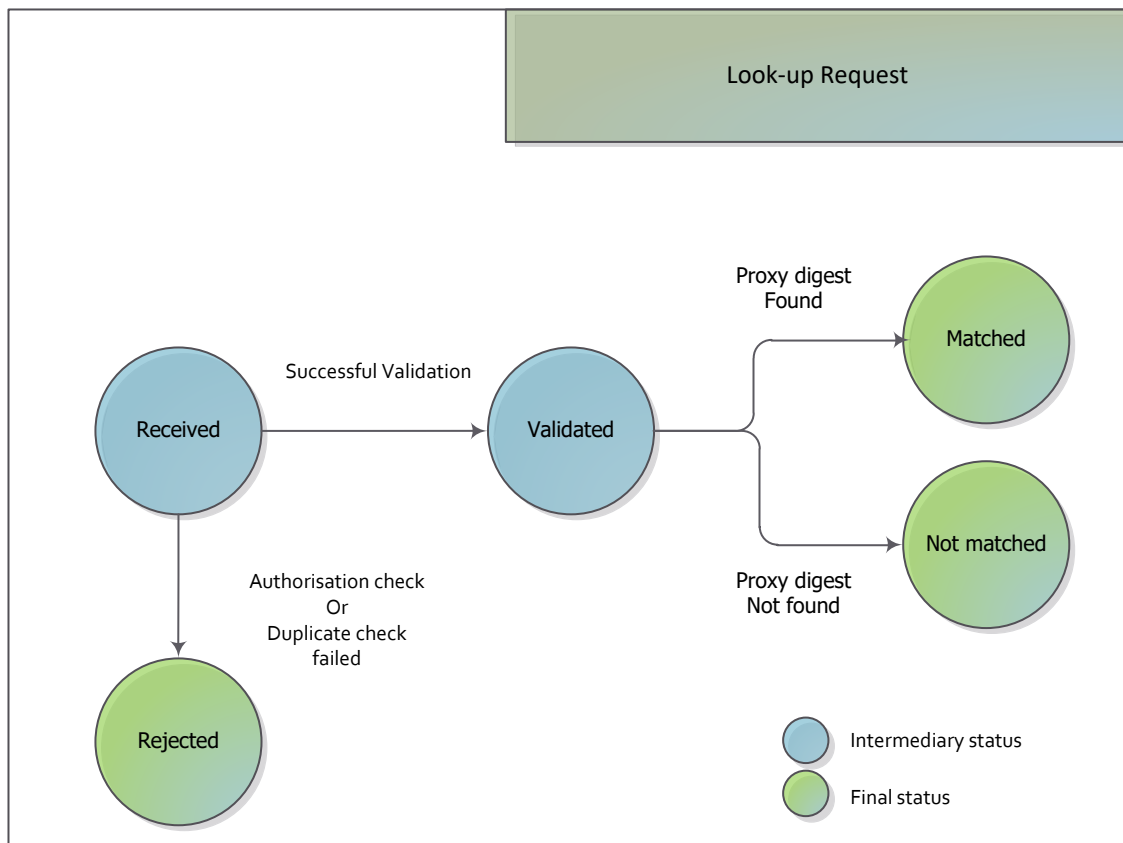 Look-up Request
Proxy digest
Found
Matched
Successful Validation
Received
Validated
Not matched
Proxy digest
Not found
Authorisation check
Or
Duplicate check
failed
Rejected
Intermediary status
Final status